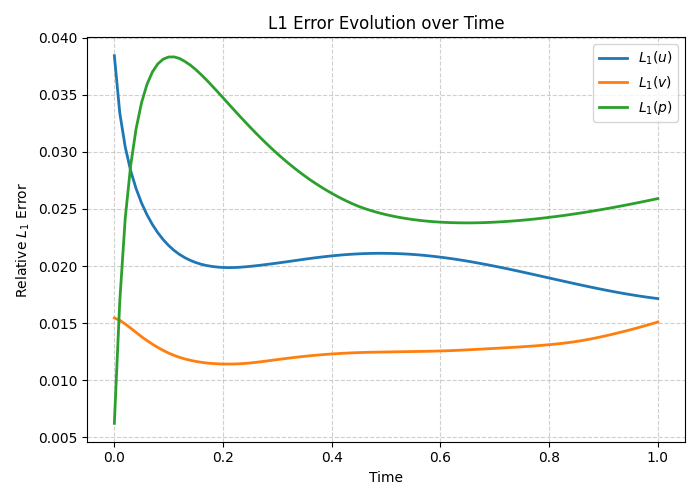 L1 Error Evolution over Time
Relative L₁ Error
0.040
0.035
0.030
0.025
0.020
0.015
0.010
0.005
0.0 0.2 0.4 0.6 0.8 1.0
Time
L₁(u)
L₁(v)
L₁(p)